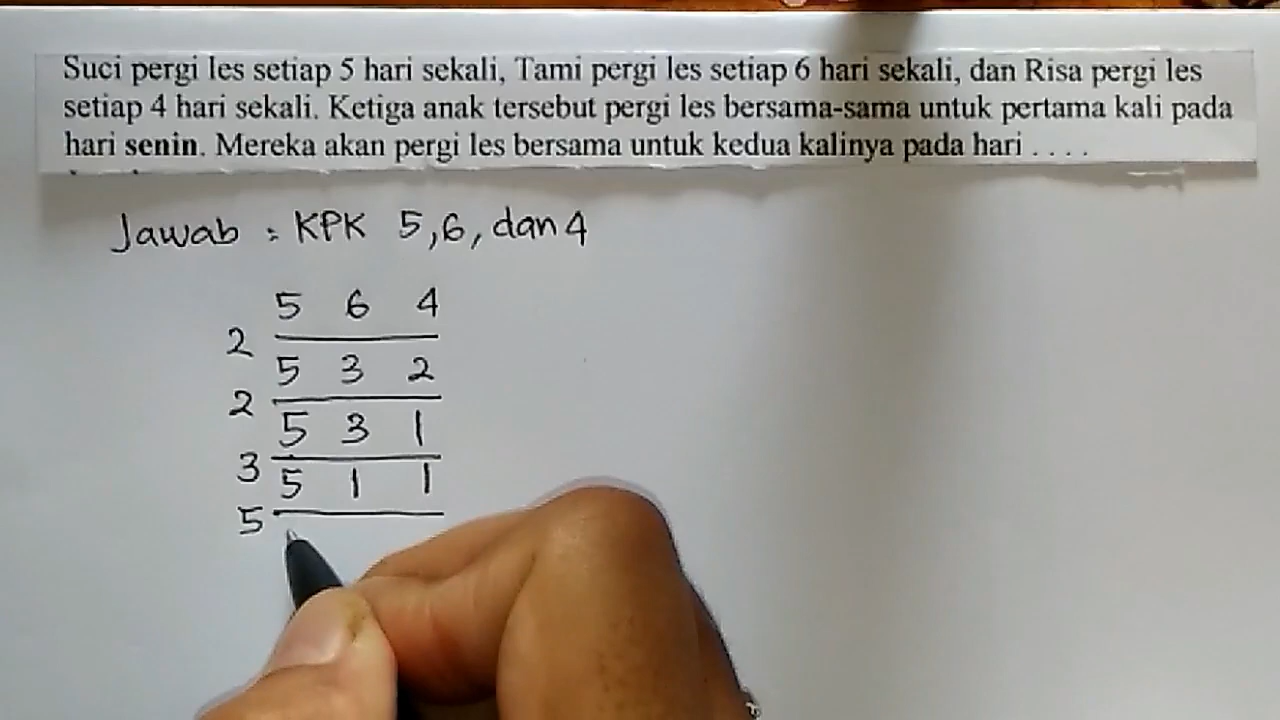 Suci pergi les setiap 5 hari sekali, Tami pergi les setiap 6 hari sekali, dan Risa pergi les
setiap 4 hari sekali. Ketiga anak tersebut pergi les bersama-sama untuk pertama kali pada
hari senin. Mereka akan pergi les bersama untuk kedua kalinya pada hari . . . .
Jawab : KPK 5, 6, dan 4
5 6 4
2
5 3 2
2
5 3 1
3
5 1 1
5